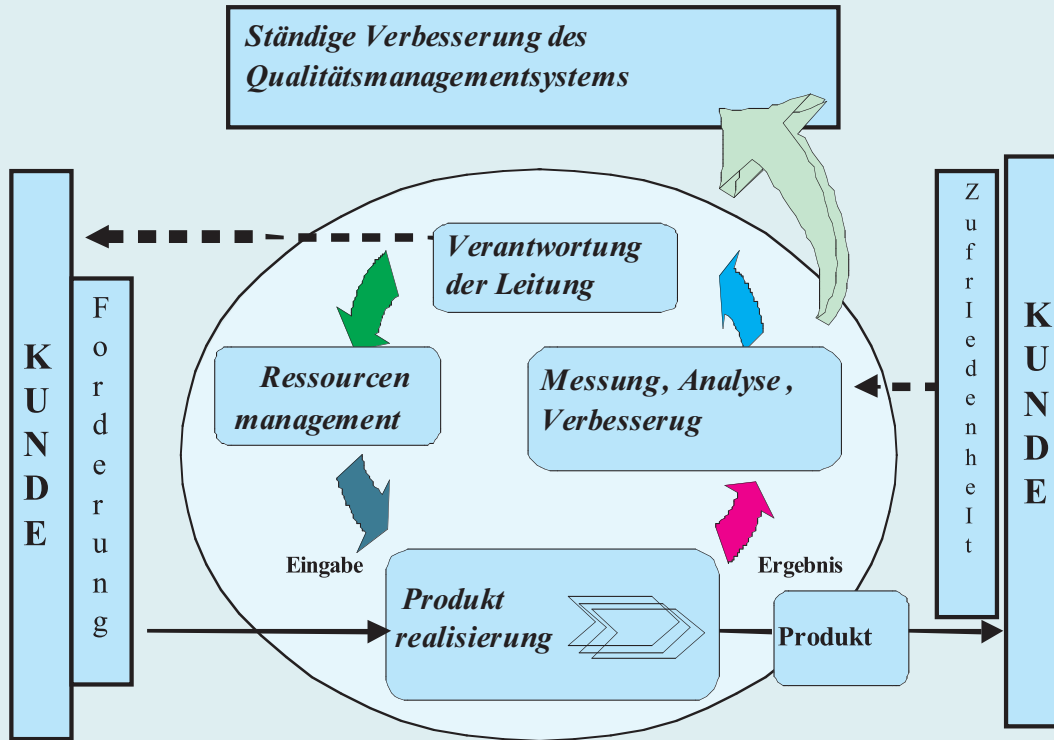 Ständige Verbesserung des
Qualitätsmanagementsystems
KUNDE
Forderung
Verantwortung
der Leitung
Ressourcen
management
Messung, Analyse ,
Verbesserug
Eingabe
Ergebnis
Produkt
realisierung
Produkt
ZufrIedenheIt
KUNDE